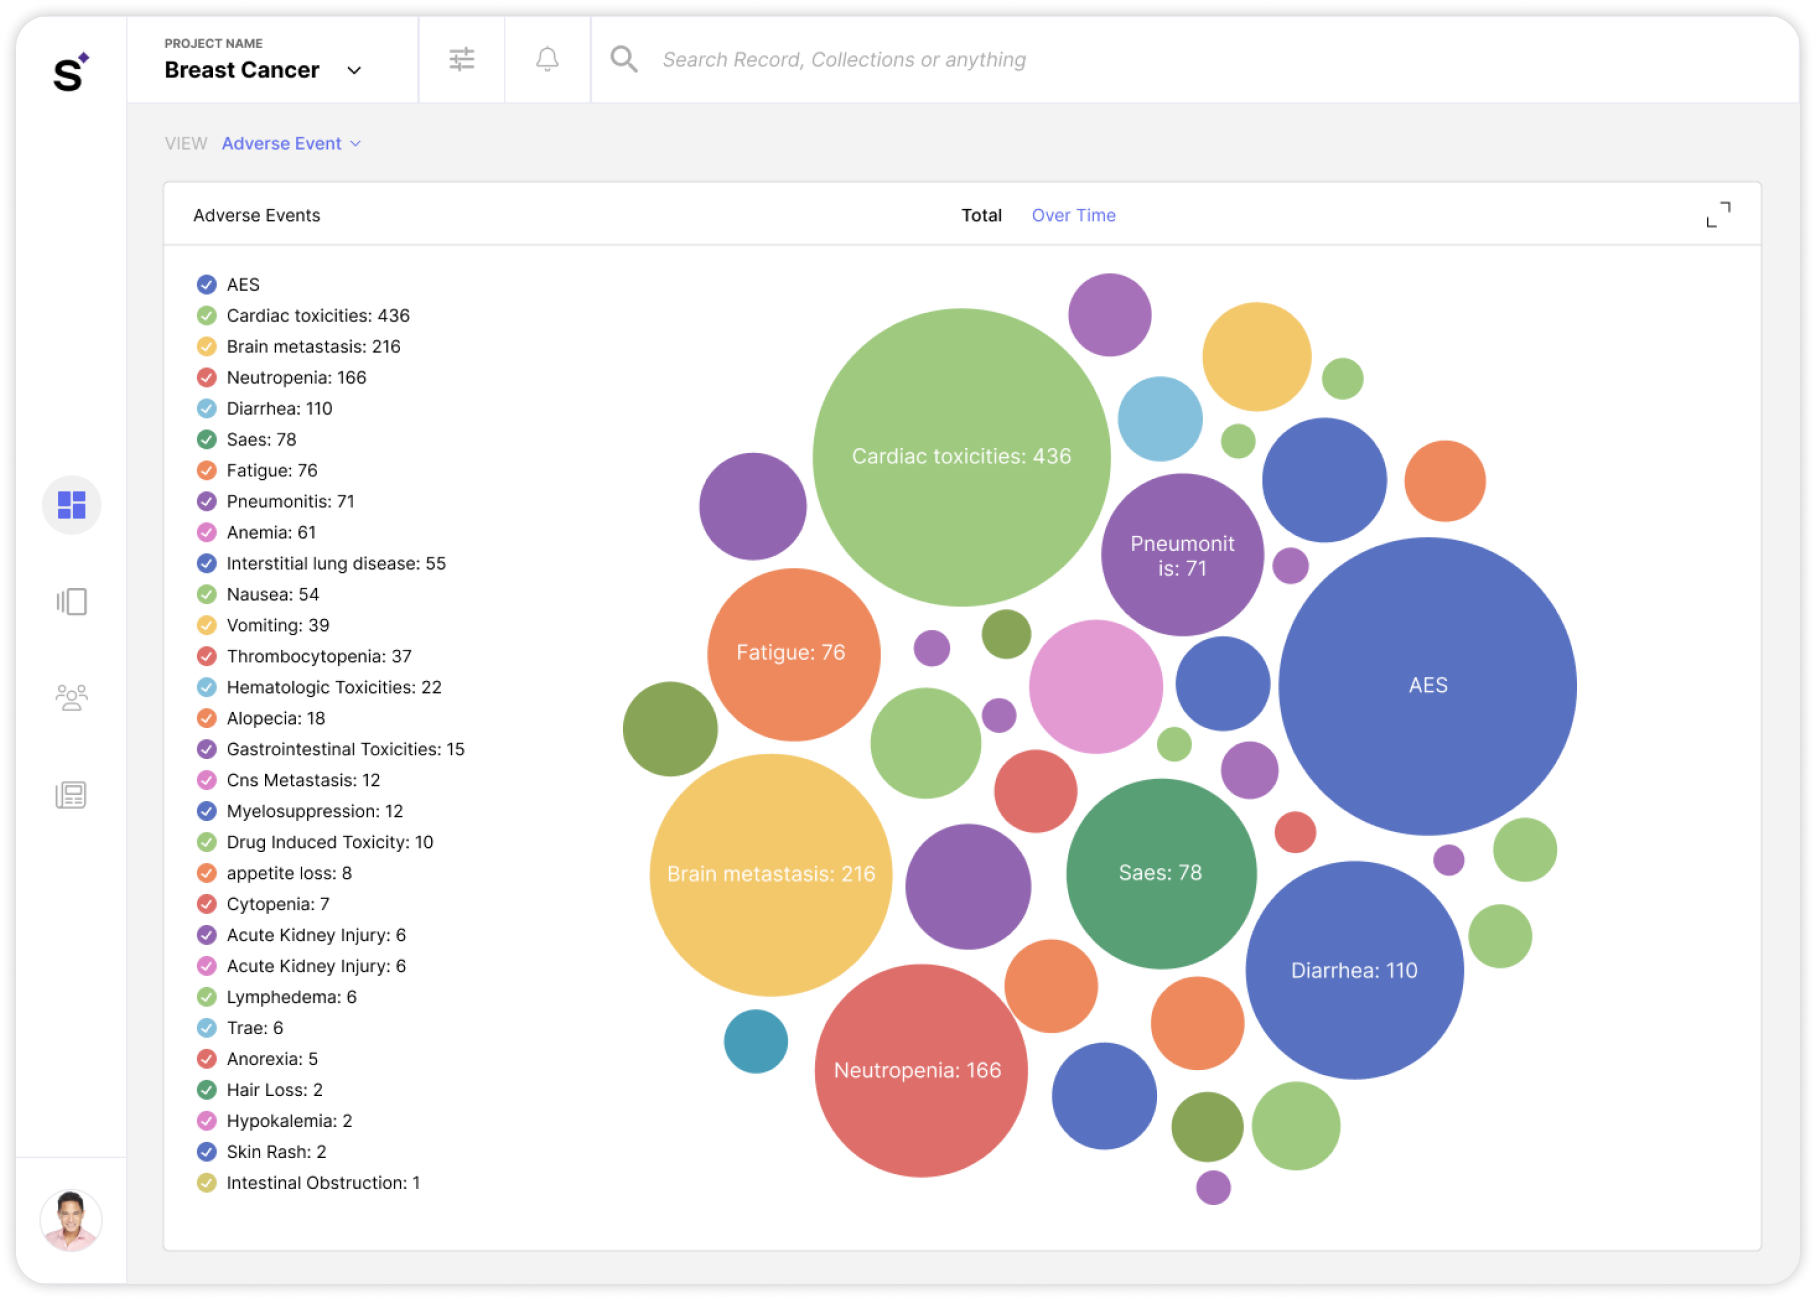 S
PROJECT NAME
Breast Cancer
Search Record, Collections or anything
VIEW Adverse Event
Adverse Events
Total
Over Time
AES
Cardiac toxicities: 436
Brain metastasis: 216
Neutropenia: 166
Diarrhea: 110
Saes: 78
Fatigue: 76
Pneumonitis: 71
Anemia: 61
Interstitial lung disease: 55
Nausea: 54
Vomiting: 39
Thrombocytopenia: 37
Hematologic Toxicities: 22
Alopecia: 18
Gastrointestinal Toxicities: 15
Cns Metastasis: 12
Myelosuppression: 12
Drug Induced Toxicity: 10
appetite loss: 8
Cytopenia: 7
Acute Kidney Injury: 6
Acute Kidney Injury: 6
Lymphedema: 6
Trae: 6
Anorexia: 5
Hair Loss: 2
Hypokalemia: 2
Skin Rash: 2
Intestinal Obstruction: 1
Cardiac toxicities: 436
Pneumonit
is: 71
Fatigue: 76
AES
Brain metastasis: 216
Saes: 78
Diarrhea: 110
Neutropenia: 166